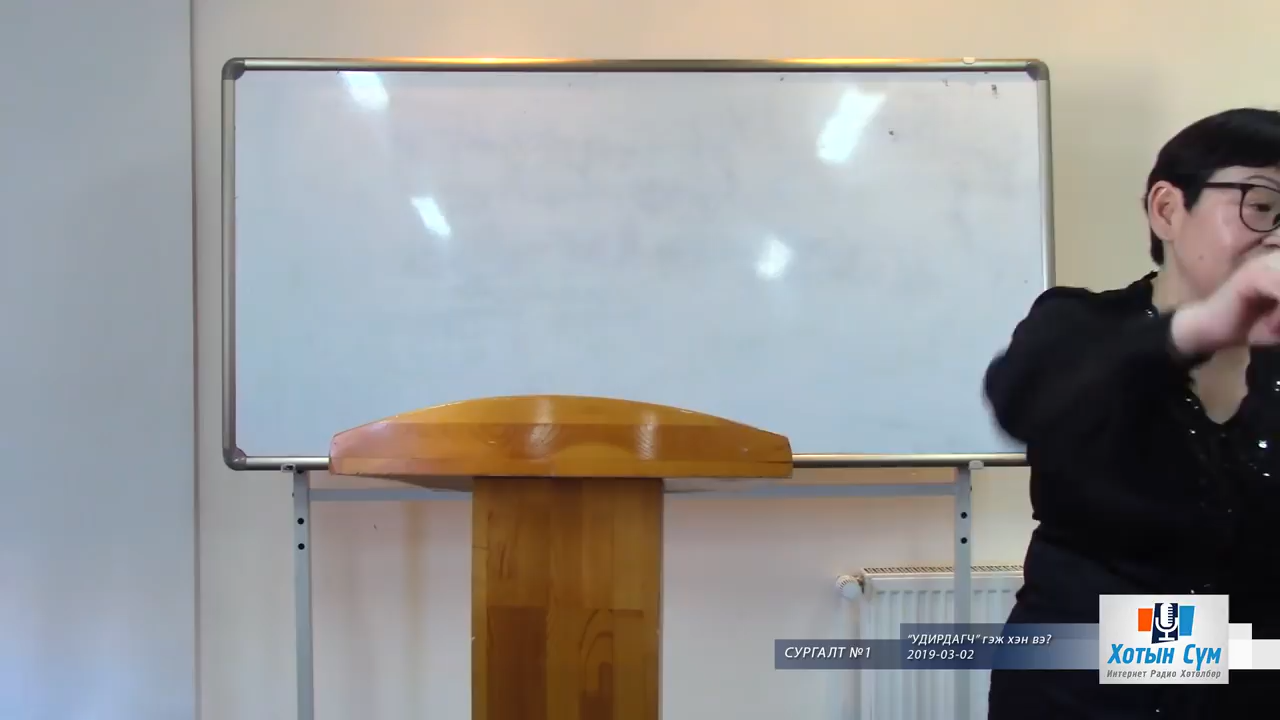 СУРГАЛТ №1
"УДИРДАГЧ" гэж хэн вэ?
2019-03-02
Хотын Сүм
Интернет Радио Хөтөлбөр